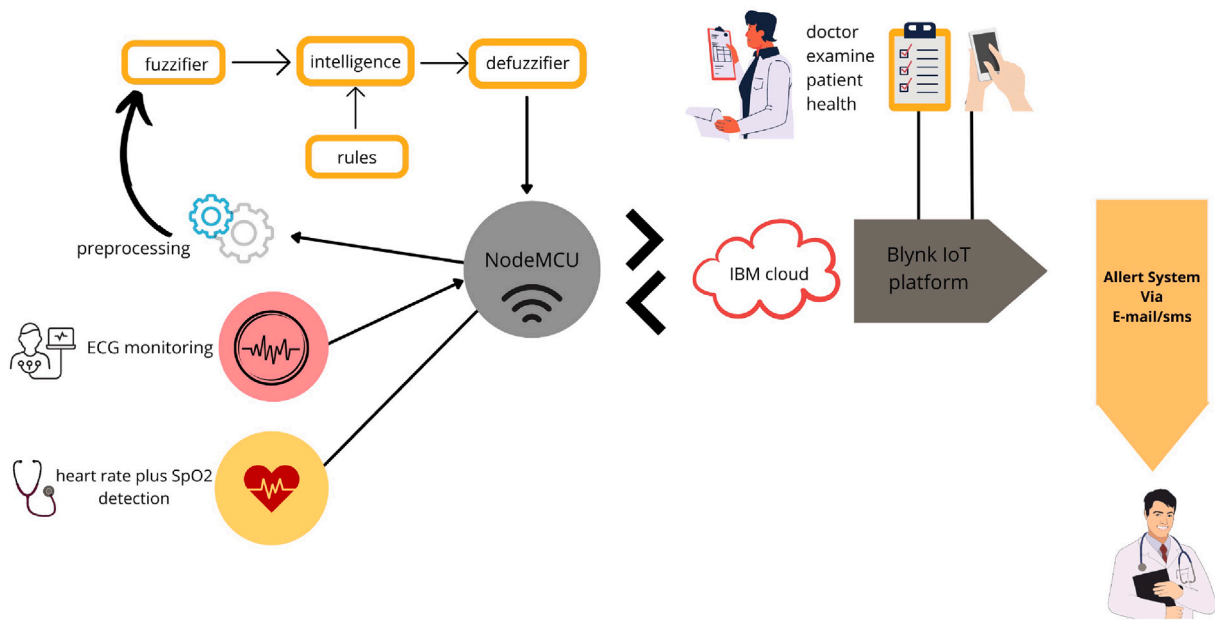 fuzzifier
intelligence
defuzzifier
rules
preprocessing
NodeMCU
ECG monitoring
heart rate plus SpO2
detection
doctor
examine
patient
health
IBM cloud
Blynk IoT
platform
Allert System
Via
E-mail/sms